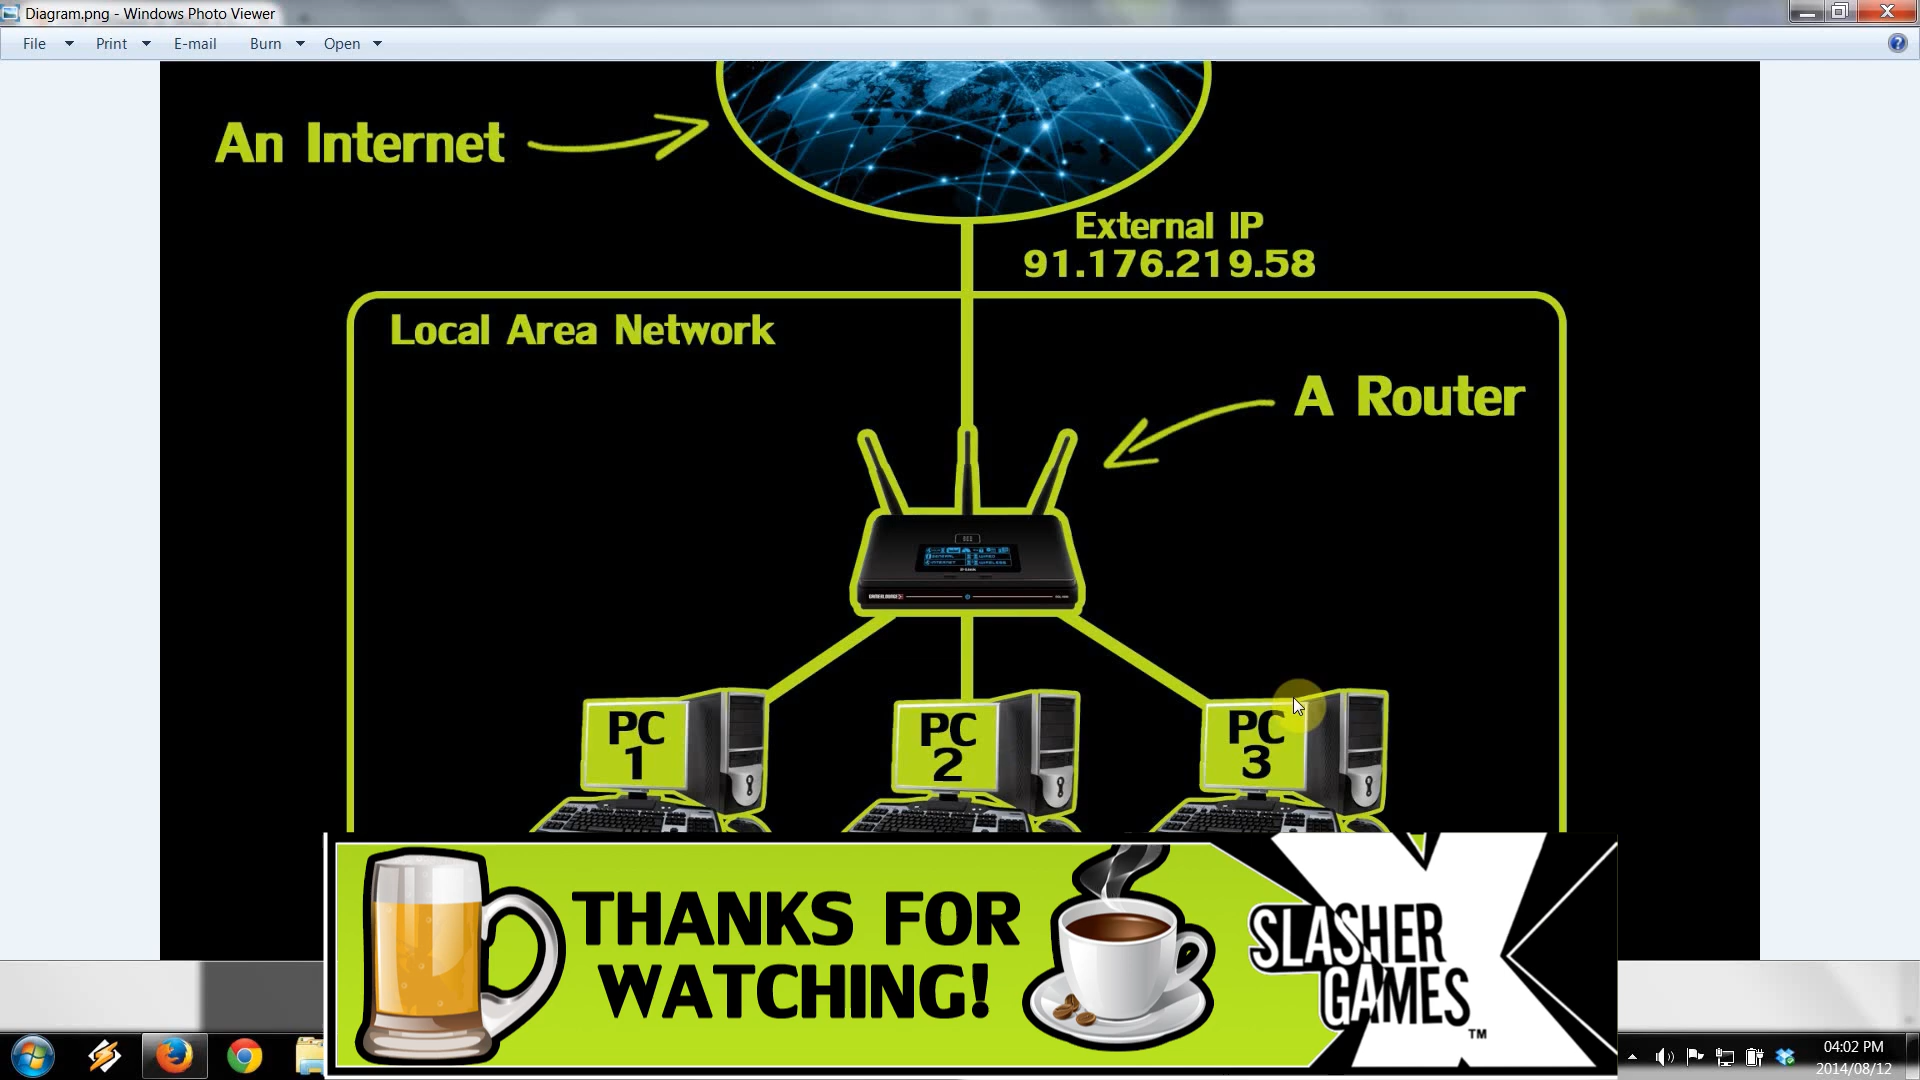 Diagram.png - Windows Photo Viewer
File Print E-mail Burn Open
An Internet
External IP
91.176.219.58
Local Area Network
A Router
PC
1
PC
2
PC
3
THANKS FOR
WATCHING!
SLASHER
GAMES
TM
04:02 PM
2014/08/12